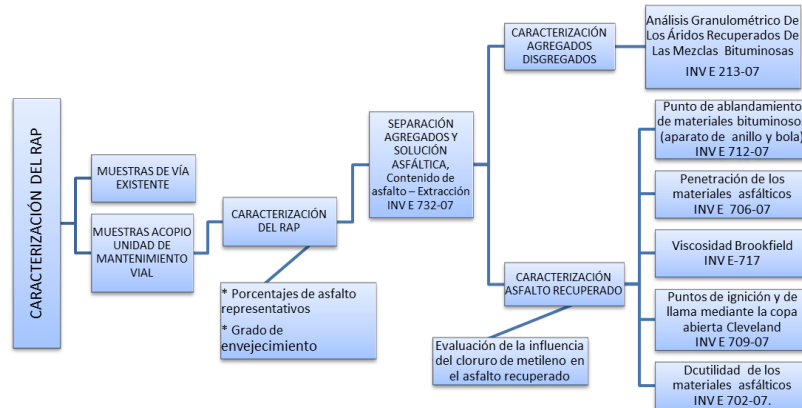 CARACTERIZACIÓN DEL RAP
MUESTRAS DE VÍA
EXISTENTE
MUESTRAS ACOPIO
UNIDAD DE
MANTENIMIENTO
VIAL
CARACTERIZACIÓN
DEL RAP
* Porcentajes de asfalto
representativos
* Grado de
envejecimiento
SEPARACIÓN
AGREGADOS Y
SOLUCIÓN
ASFÁLTICA,
Contenido de
asfalto – Extracción
INV E 732-07
CARACTERIZACIÓN
AGREGADOS
DISGREGADOS
Análisis Granulométrico De
Los Áridos Recuperados De
Las Mezclas Bituminosas
INV E 213-07
CARACTERIZACIÓN
ASFALTO RECUPERADO
Evaluación de la influencia
del cloruro de metileno en
el asfalto recuperado
Punto de ablandamiento
de materiales bituminosos
(aparato de anillo y bola)
INV E 712-07
Penetración de los
materiales asfálticos
INV E 706-07
Viscosidad Brookfield
INV E-717
Puntos de ignición y de
llama mediante la copa
abierta Cleveland
INV E 709-07
Dcutilidad de los
materiales asfálticos
INV E 702-07.